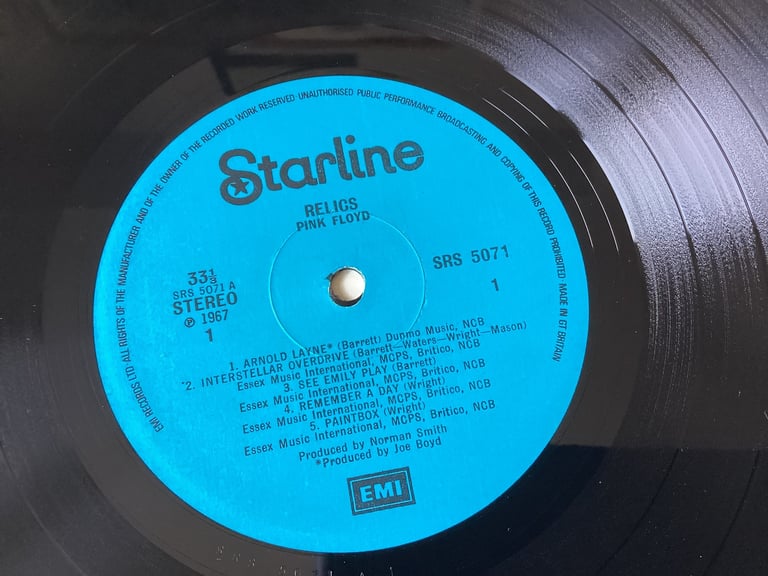 EMI RECORDS LTD. ALL RIGHTS OF THE MANUFACTURER AND OF THE OWNER OF THE RECORDED WORK RESERVED·UNAUTHORISED PUBLIC PERFORMANCE BROADCASTING AND COPYING OF THIS RECORD PROHIBITED MADE IN GT BRITAIN
Starline
RELICS
PINK FLOYD
33⅓
SRS 5071 A
STEREO
℗ 1967
1
SRS 5071
1
1. ARNOLD LAYNE* (Barrett) Dunmo Music, NCB
*2. INTERSTELLAR OVERDRIVE (Barrett—Waters—Wright—Mason)
Essex Music International, MCPS, Britico, NCB
3. SEE EMILY PLAY (Barrett)
Essex Music International, MCPS, Britico, NCB
4. REMEMBER A DAY (Wright)
Essex Music International, MCPS, Britico, NCB
5. PAINTBOX (Wright)
Essex Music International, MCPS, Britico, NCB
Produced by Norman Smith
*Produced by Joe Boyd
EMI